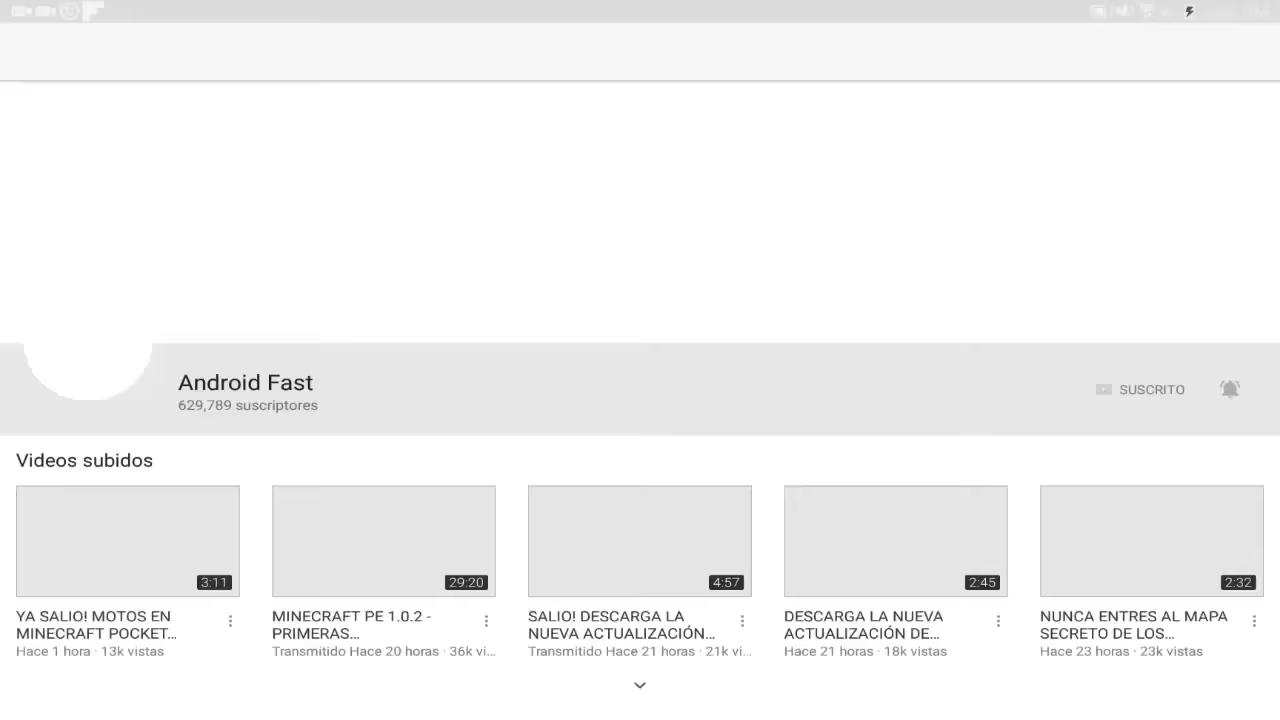 Android Fast
629,789 suscriptores
SUSCRITO
Videos subidos
3:11
29:20
4:57
2:45
2:32
YA SALIO! MOTOS EN
MINECRAFT POCKET...
Hace 1 hora · 13k vistas
MINECRAFT PE 1.0.2 -
PRIMERAS...
Transmitido Hace 20 horas · 36k vi...
SALIO! DESCARGA LA
NUEVA ACTUALIZACIÓN...
Transmitido Hace 21 horas · 21k vi...
DESCARGA LA NUEVA
ACTUALIZACIÓN DE...
Hace 21 horas · 18k vistas
NUNCA ENTRES AL MAPA
SECRETO DE LOS...
Hace 23 horas · 23k vistas